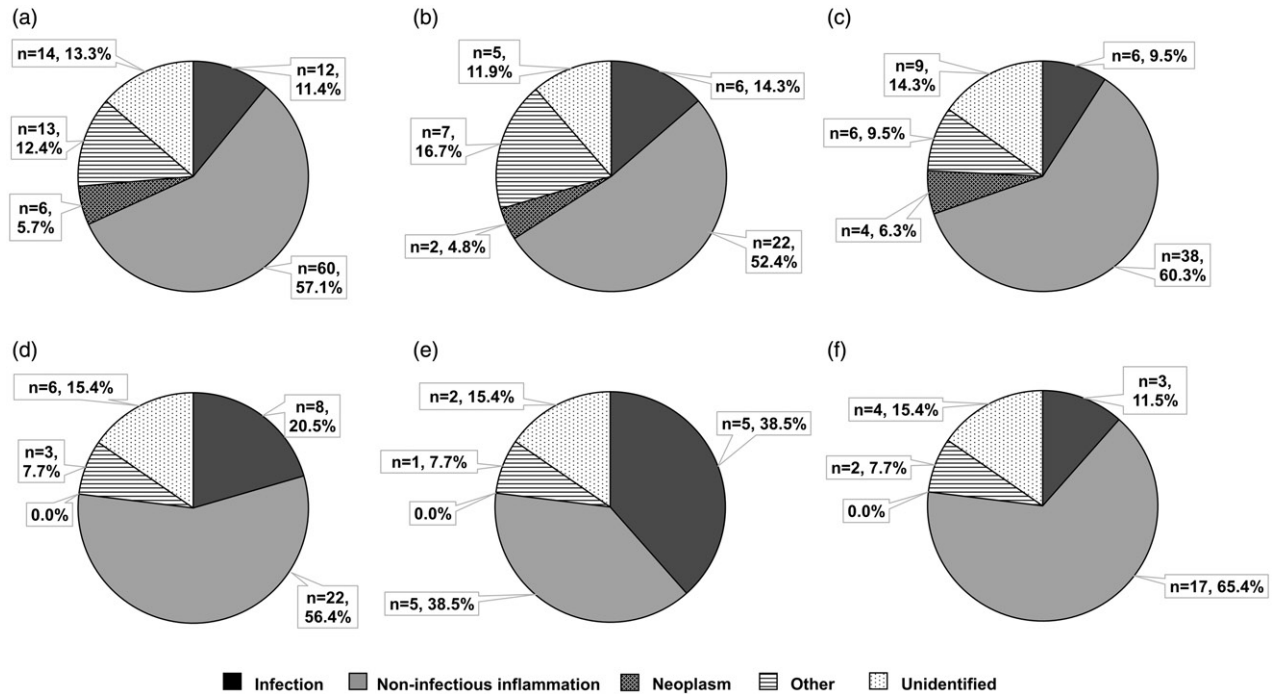 (a)
n=14, 13.3%
n=12,
11.4%
n=13,
12.4%
n=6,
5.7%
n=60,
57.1%
(b)
n=5,
11.9%
n=6, 14.3%
n=7,
16.7%
n=2, 4.8%
n=22,
52.4%
(c)
n=9,
14.3%
n=6, 9.5%
n=6, 9.5%
n=4, 6.3%
n=38,
60.3%
(d)
n=6, 15.4%
n=8,
20.5%
n=3,
7.7%
0.0%
n=22,
56.4%
(e)
n=2, 15.4%
n=5, 38.5%
n=1, 7.7%
0.0%
n=5, 38.5%
(f)
n=4, 15.4%
n=3,
11.5%
n=2, 7.7%
0.0%
n=17, 65.4%
Infection Non-infectious inflammation Neoplasm Other Unidentified